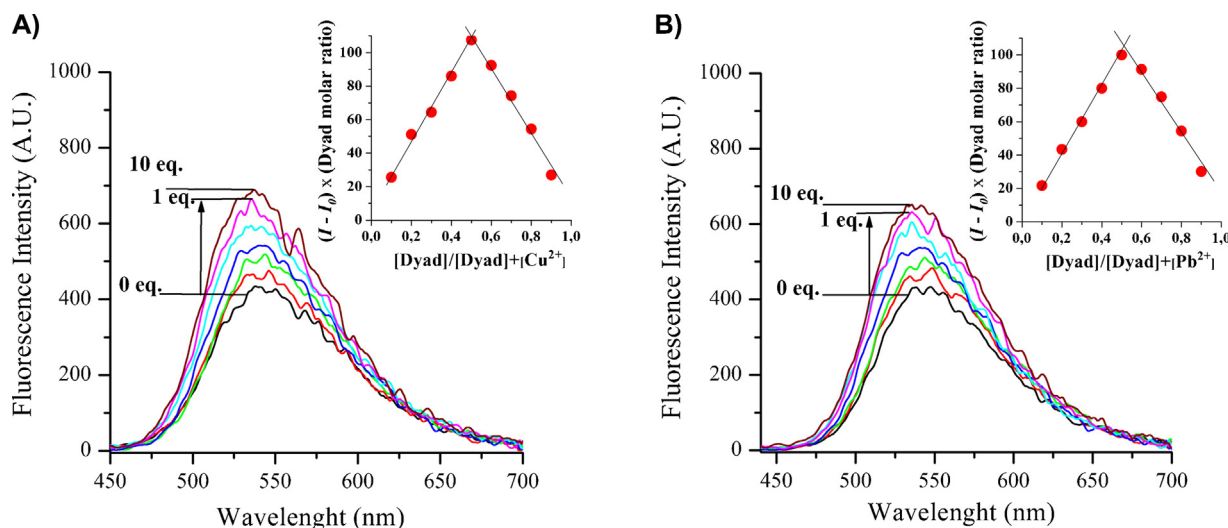 A)
Fluorescence Intensity (A.U.)
1000
800
600
400
200
0
10 eq.
1 eq.
0 eq.
450 500 550 600 650 700
Wavelenght (nm)
(I - I0) x (Dyad molar ratio)
100
80
60
40
20
0
0,0 0,2 0,4 0,6 0,8 1,0
[Dyad]/[Dyad]+[Cu2+]
B)
Fluorescence Intensity (A.U.)
1000
800
600
400
200
0
10 eq.
1 eq.
0 eq.
450 500 550 600 650 700
Wavelenght (nm)
(I - I0) x (Dyad molar ratio)
100
80
60
40
20
0
0,0 0,2 0,4 0,6 0,8 1,0
[Dyad]/[Dyad]+[Pb2+]